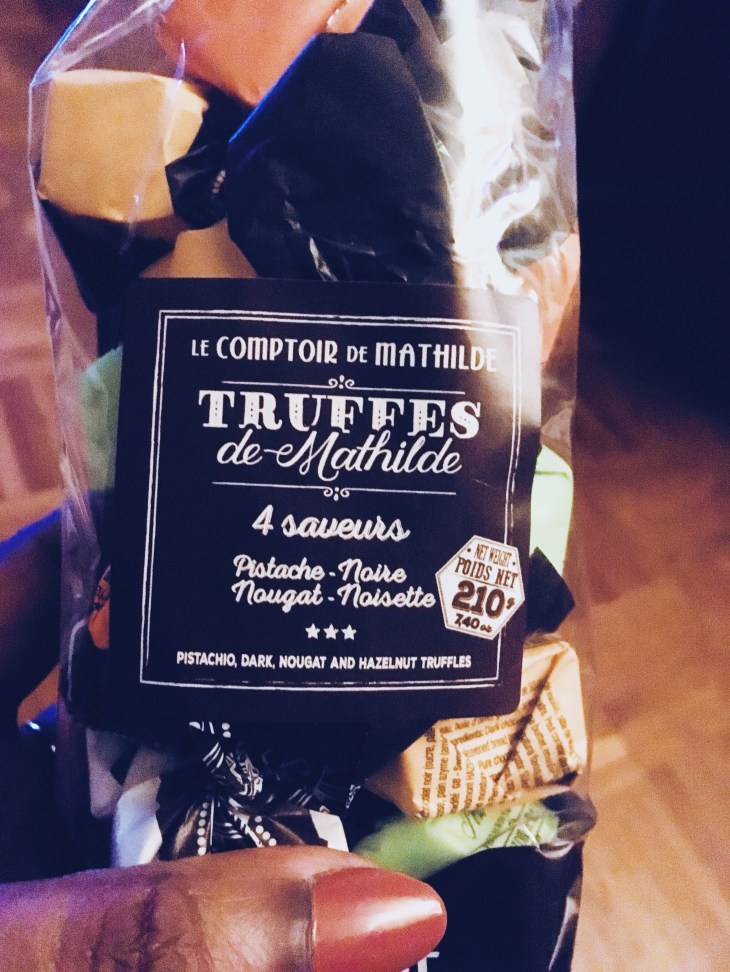 LE COMPTOIR DE MATHILDE
TRUFFES
de Mathilde
4 saveurs
Pistache - Noire
Nougat - Noisette
NET WEIGHT
POIDS NET
210g
7,40 oz
PISTACHIO, DARK, NOUGAT AND HAZELNUT TRUFFLES